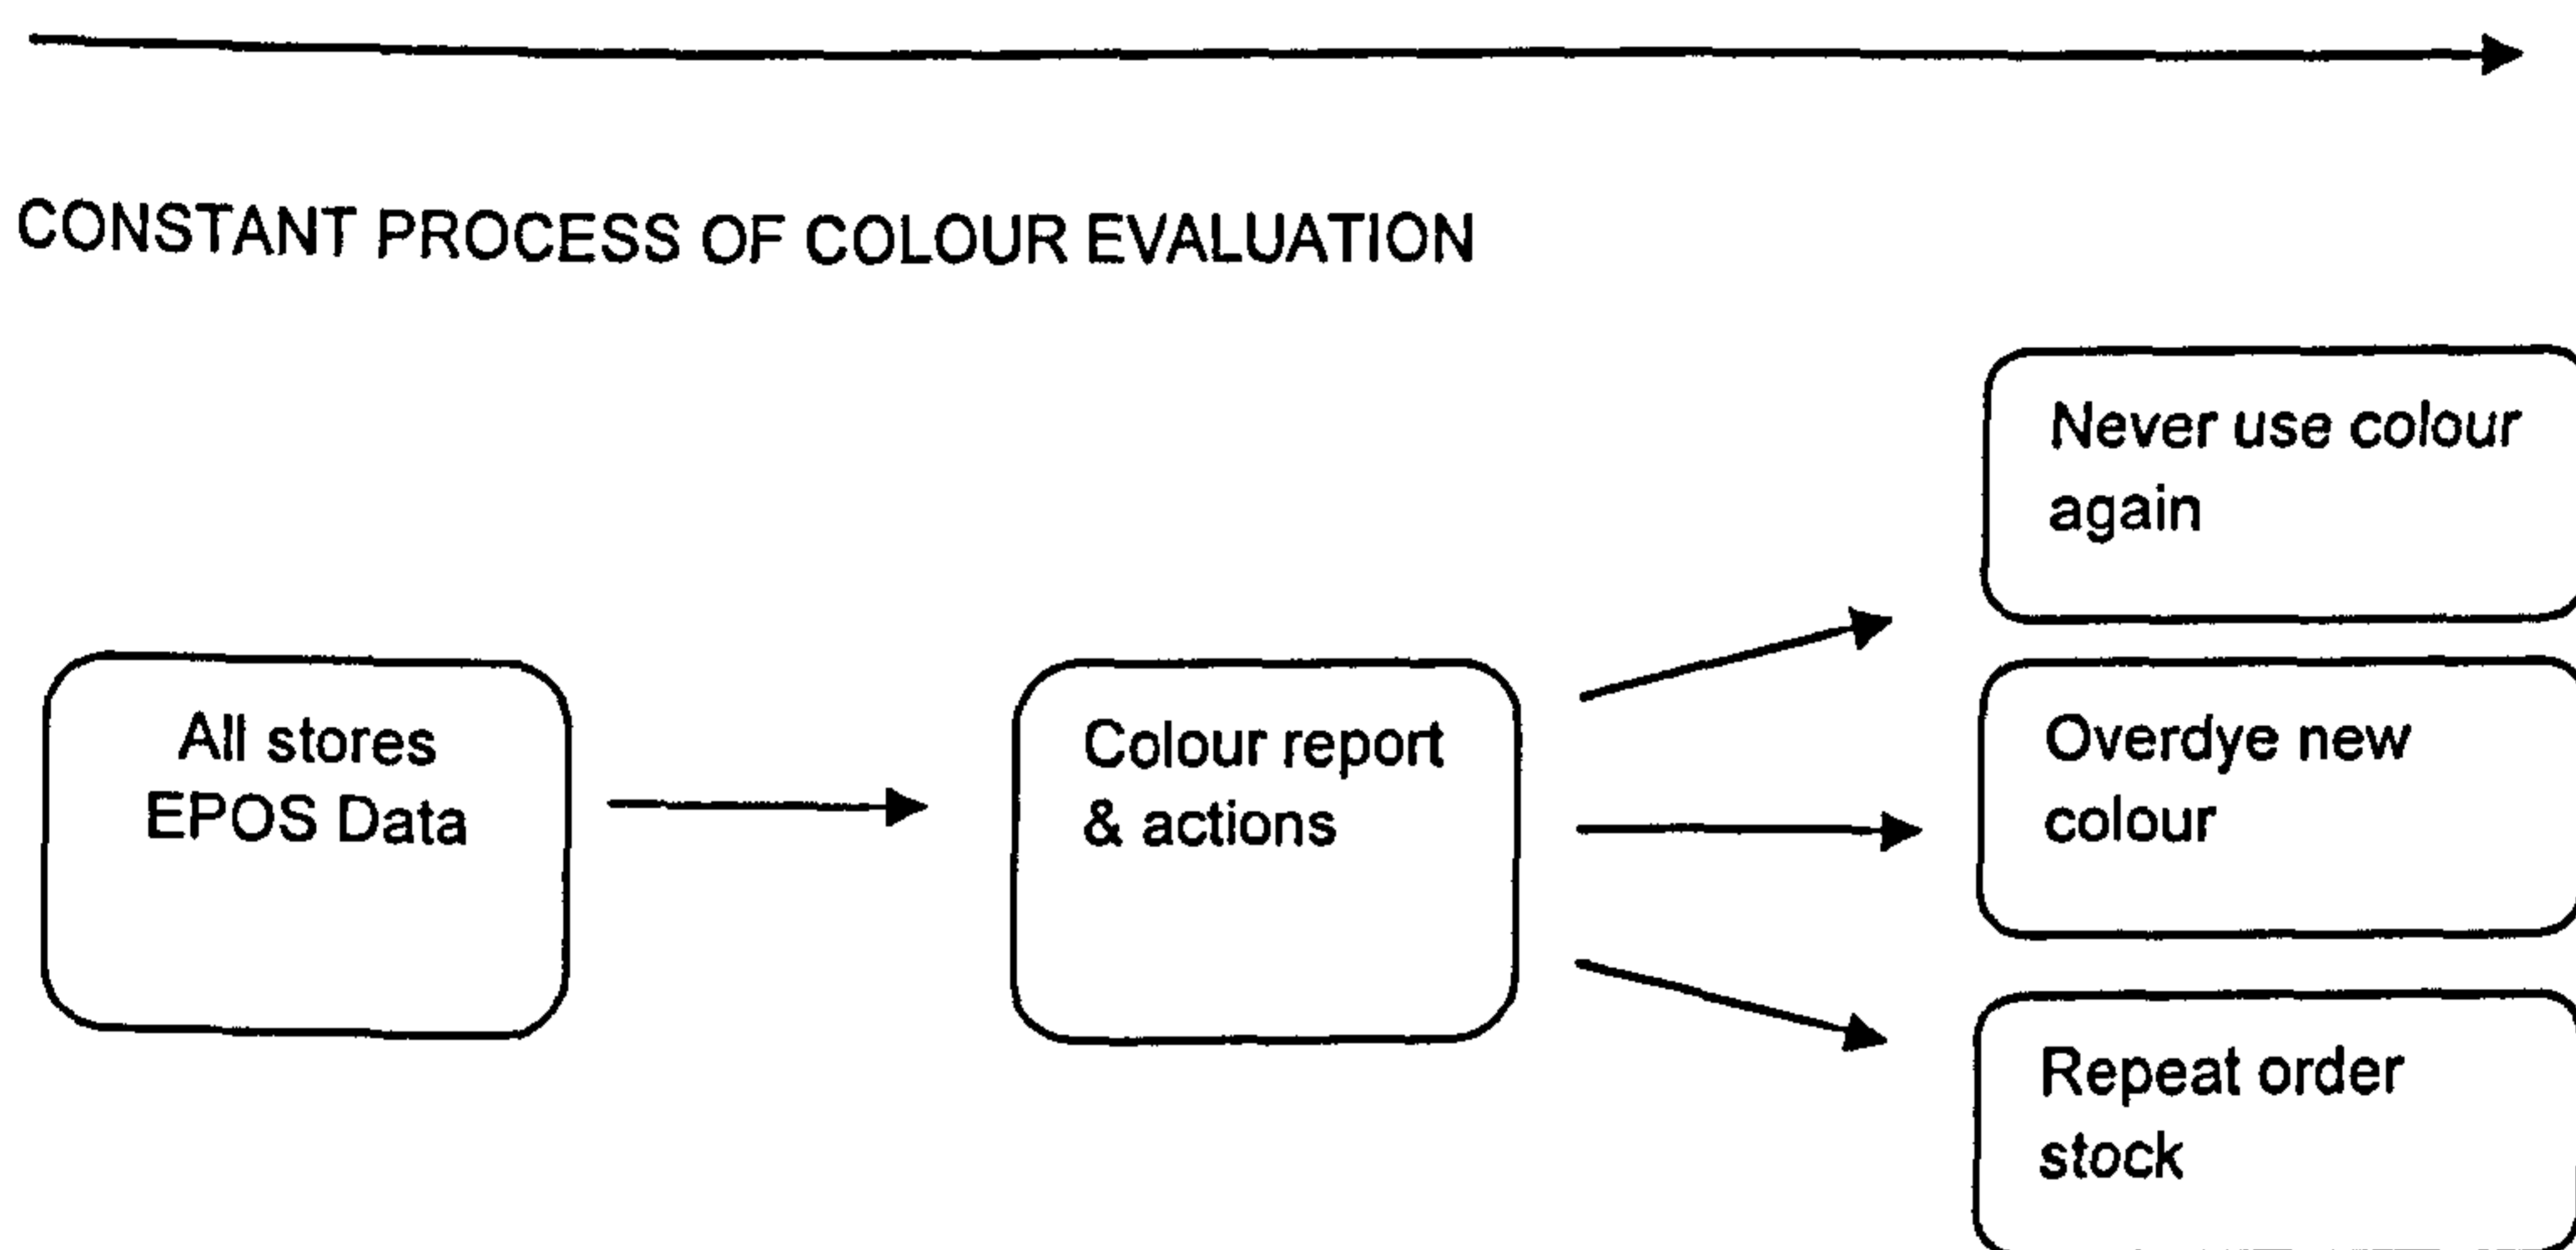 CONSTANT PROCESS OF COLOUR EVALUATION
All stores
EPOS Data
Colour report
& actions
Never use colour
again
Overdye new
colour
Repeat order
stock